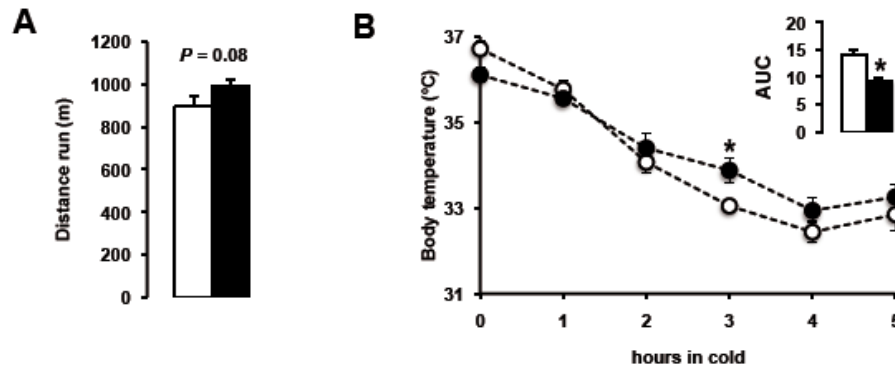 A
1200
1000
800
600
400
200
0
Distance run (m)
P = 0.08
B
37
35
33
31
Body temperature (°C)
0 1 2 3 4 5
hours in cold
*
20
15
10
5
0
AUC
*